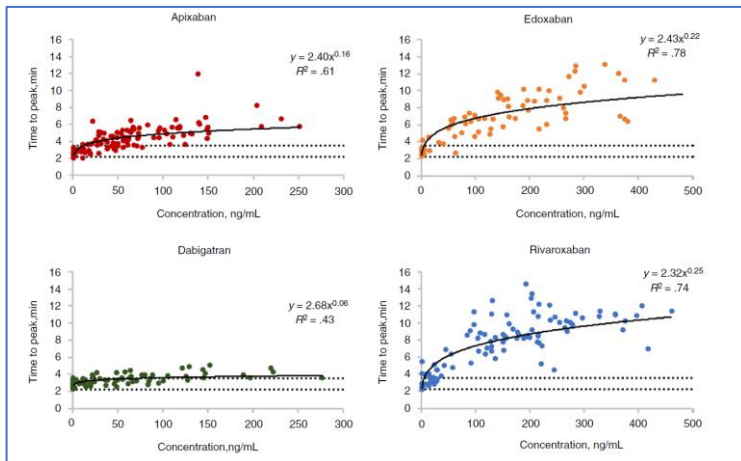 Apixaban
y = 2.40x^0.16
R² = .61
Time to peak,min
16
14
12
10
8
6
4
2
0
0 50 100 150 200 250 300
Concentration, ng/mL
Edoxaban
y = 2.43x^0.22
R² = .78
Time to peak,min
16
14
12
10
8
6
4
2
0
0 100 200 300 400 500
Concentration, ng/mL
Dabigatran
y = 2.68x^0.06
R² = .43
Time to peak,min
16
14
12
10
8
6
4
2
0
0 50 100 150 200 250 300
Concentration,ng/mL
Rivaroxaban
y = 2.32x^0.25
R² = .74
Time to peak,min
16
14
12
10
8
6
4
2
0
0 100 200 300 400 500
Concentration, ng/mL